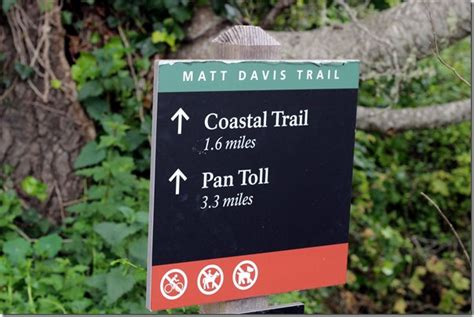 MATT DAVIS TRAIL
↑ Coastal Trail
1.6 miles
↑ Pan Toll
3.3 miles